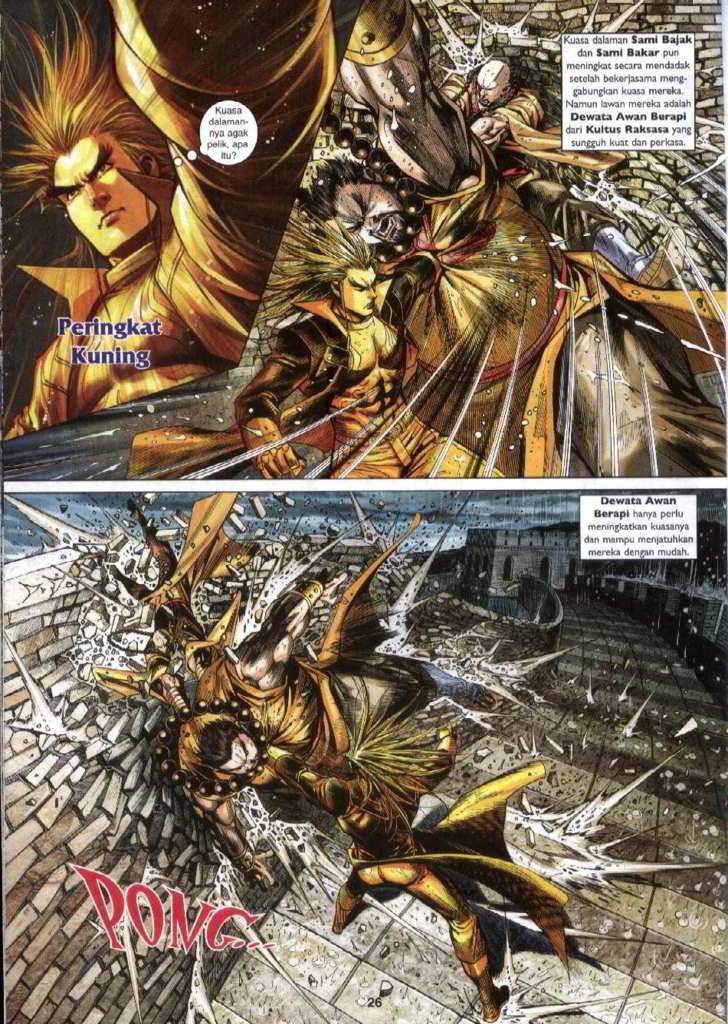 Kuasa
dalaman-
nya agak
pelik, apa
itu?
Peringkat
Kuning
Kuasa dalaman Sami Bajak
dan Sami Bakar pun
meningkat secara mendadak
setelah bekerjasama meng-
gabungkan kuasa mereka.
Namun lawan mereka adalah
Dewata Awan Berapi
dari Kultus Raksasa yang
sungguh kuat dan perkasa.
Dewata Awan
Berapi hanya perlu
meningkatkan kuasanya
dan mampu menjatuhkan
mereka dengan mudah.
PONG...
26